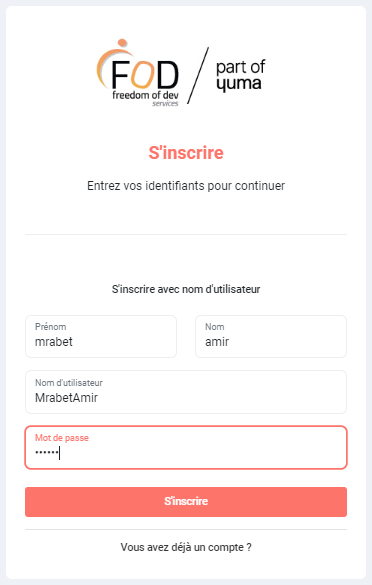 FOD
freedom of dev
services
part of
yuma
S'inscrire
Entrez vos identifiants pour continuer
S'inscrire avec nom d'utilisateur
Prénom
mrabet
Nom
amir
Nom d'utilisateur
MrabetAmir
Mot de passe
••••••
S'inscrire
Vous avez déjà un compte ?